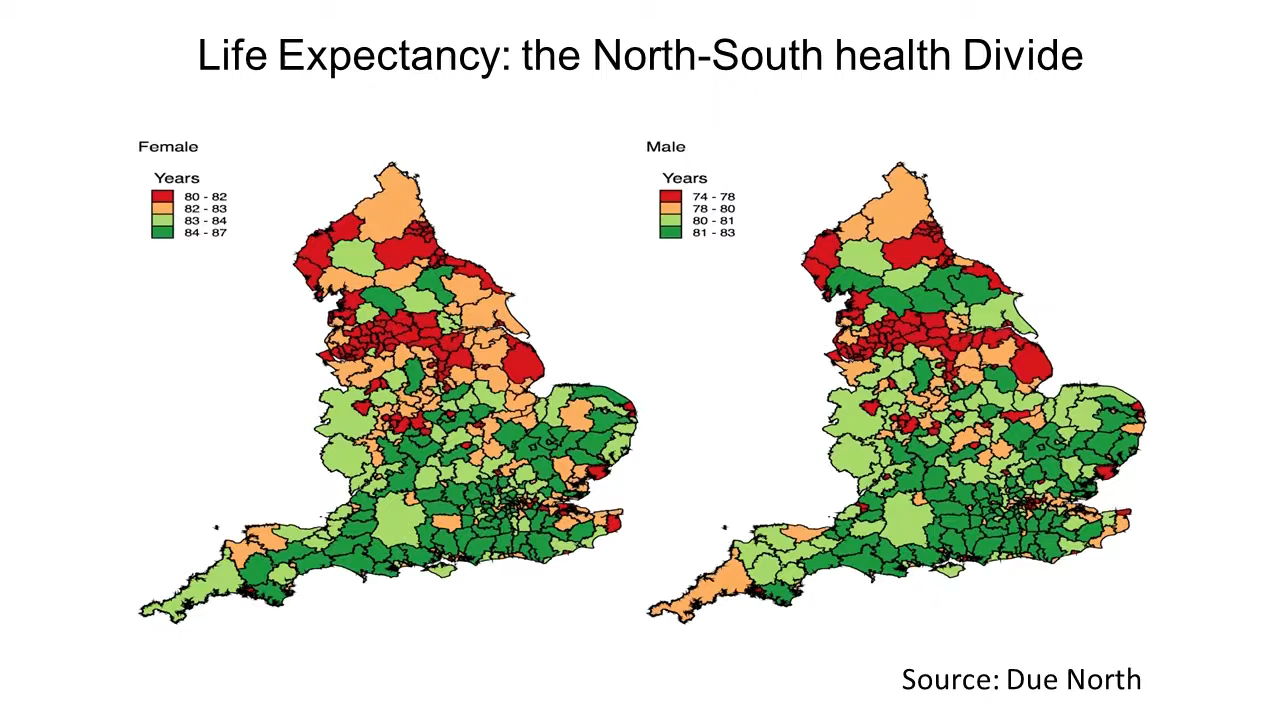 Life Expectancy: the North-South health Divide
Female
Years
80 - 82
82 - 83
83 - 84
84 - 87
Male
Years
74 - 78
78 - 80
80 - 81
81 - 83
Source: Due North